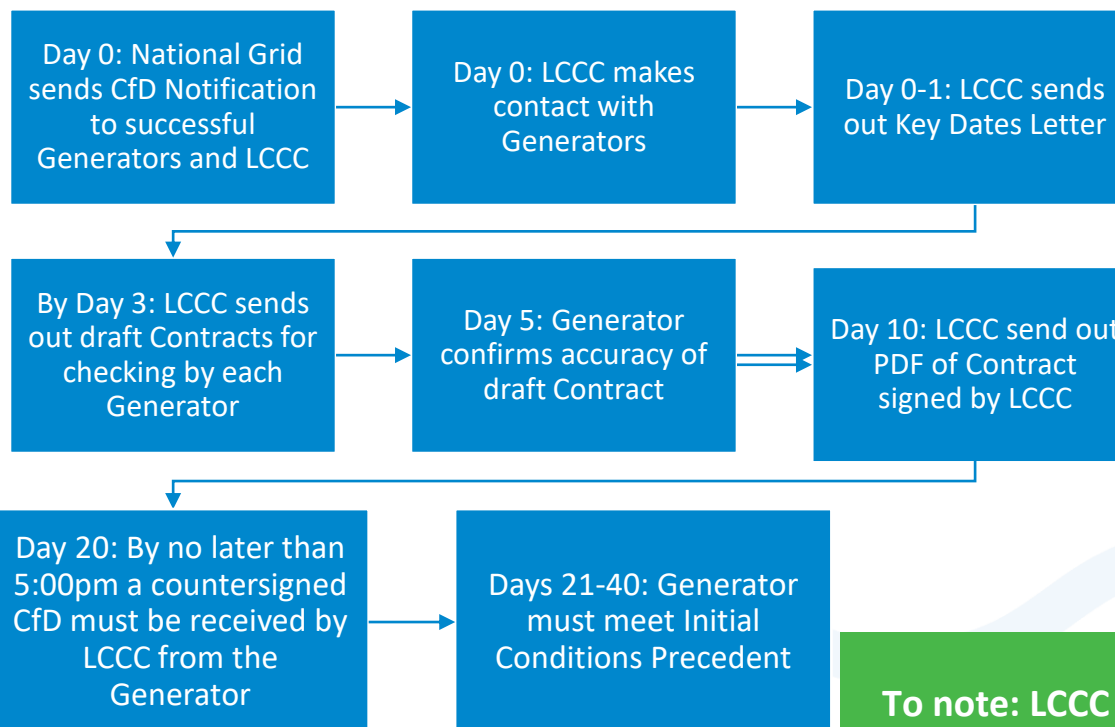 Day 0: National Grid
sends CfD Notification
to successful
Generators and LCCC
Day 0: LCCC makes
contact with
Generators
Day 0-1: LCCC sends
out Key Dates Letter
By Day 3: LCCC sends
out draft Contracts for
checking by each
Generator
Day 5: Generator
confirms accuracy of
draft Contract
Day 10: LCCC send out
PDF of Contract
signed by LCCC
Day 20: By no later than
5:00pm a countersigned
CfD must be received by
LCCC from the
Generator
Days 21-40: Generator
must meet Initial
Conditions Precedent
To note: LCCC